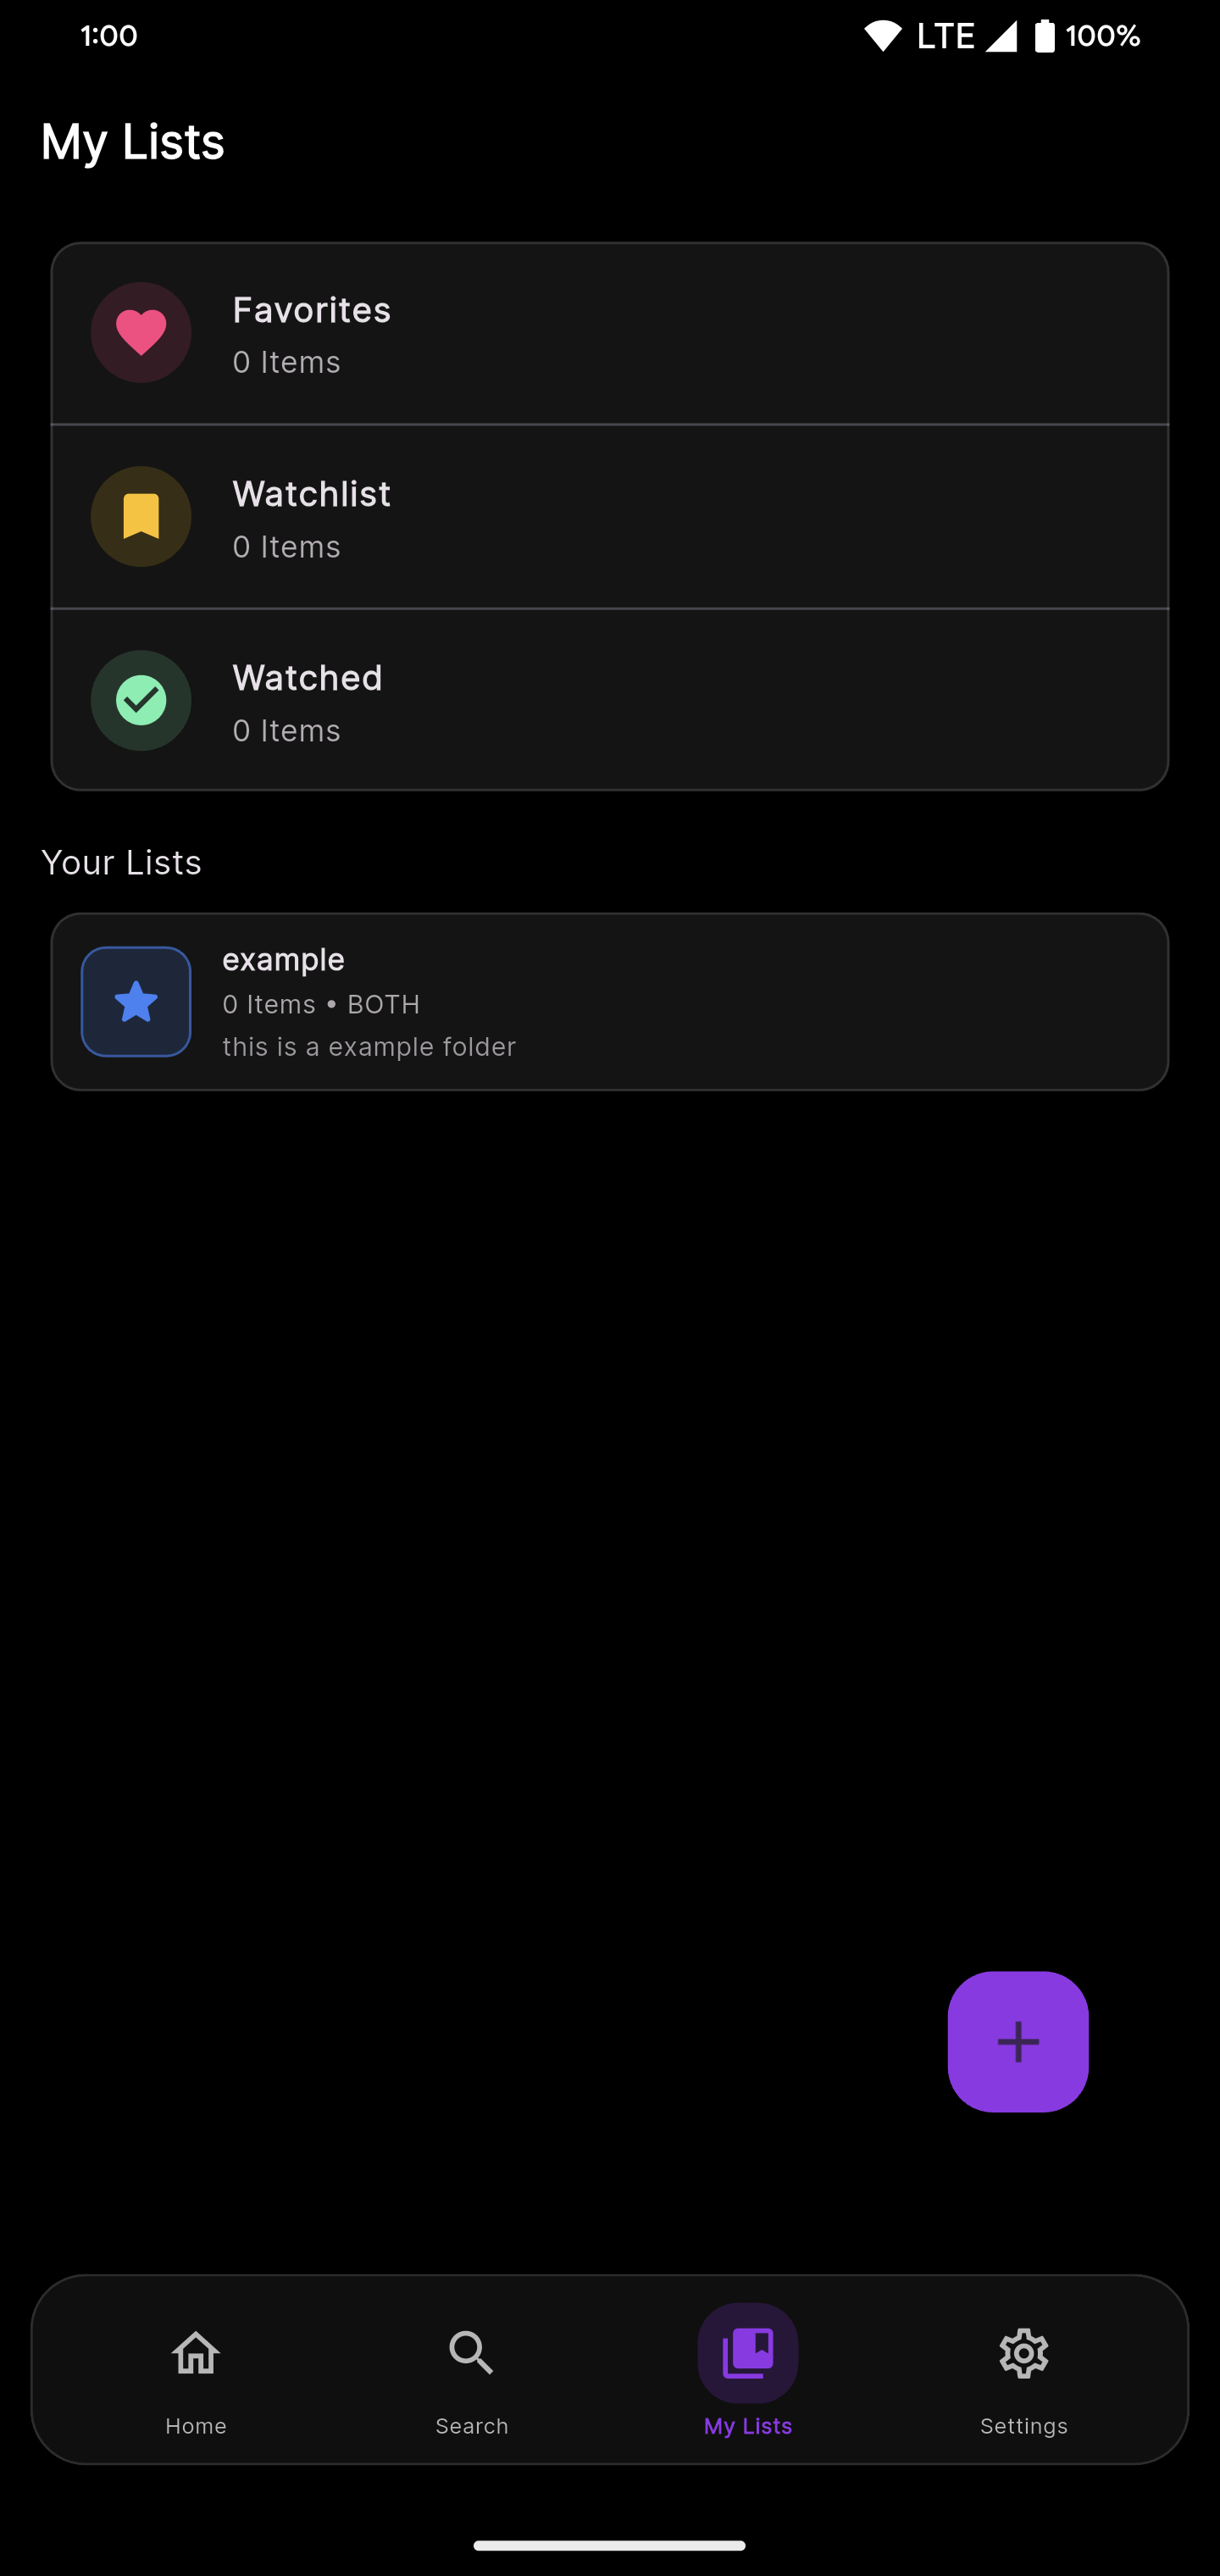 1:00 LTE 100%
My Lists
Favorites
0 Items
Watchlist
0 Items
Watched
0 Items
Your Lists
example
0 Items • BOTH
this is a example folder
Home Search My Lists Settings